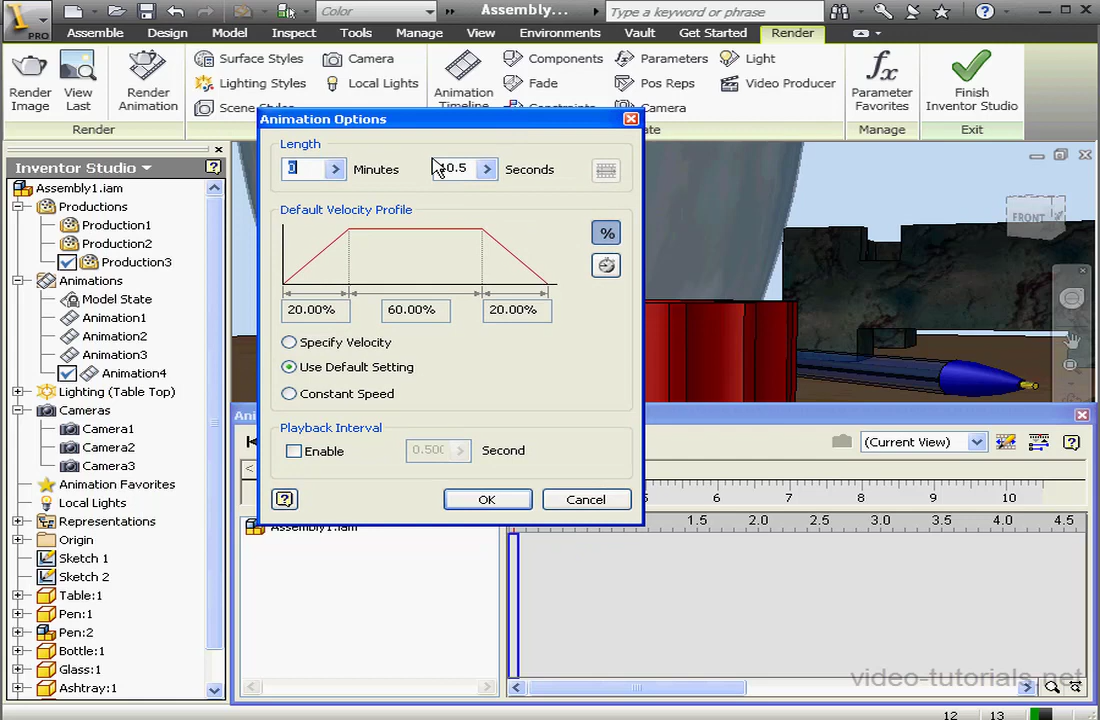 PRO
Color
Assembly...
Type a keyword or phrase
Assemble Design Model Inspect Tools Manage View Environments Vault Get Started Render
Render Image
View Last
Render Animation
Surface Styles
Lighting Styles
Scene Styles
Camera
Local Lights
Animation Timeline
Components
Fade
Constraints
Parameters
Pos Reps
Camera
Light
Video Producer
Parameter Favorites
Finish Inventor Studio
Render
Manage
Exit
Inventor Studio
Assembly1.iam
Productions
Production1
Production2
Production3
Animations
Model State
Animation1
Animation2
Animation3
Animation4
Lighting (Table Top)
Cameras
Camera1
Camera2
Camera3
Animation Favorites
Local Lights
Representations
Origin
Sketch 1
Sketch 2
Table:1
Pen:1
Pen:2
Bottle:1
Glass:1
Ashtray:1
Animation Options
Length
0 Minutes 10.5 Seconds
Default Velocity Profile
%
20.00% 60.00% 20.00%
Specify Velocity
Use Default Setting
Constant Speed
Playback Interval
Enable Second
OK Cancel
FRONT
(Current View)
6 7 8 9 10
1.5 2.0 2.5 3.0 3.5 4.0 4.5
Assembly1.iam
video-tutorials.net
12 13